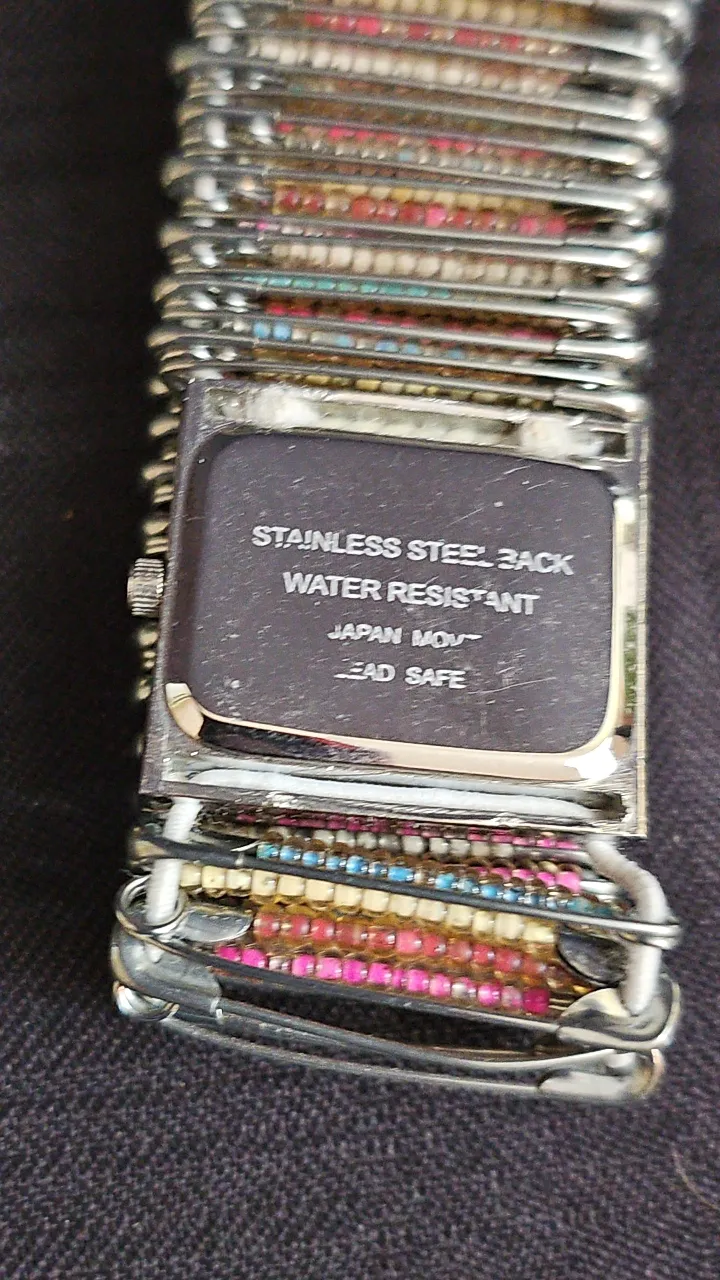 STAINLESS STEEL BACK
WATER RESISTANT
JAPAN MOVT
LEAD SAFE